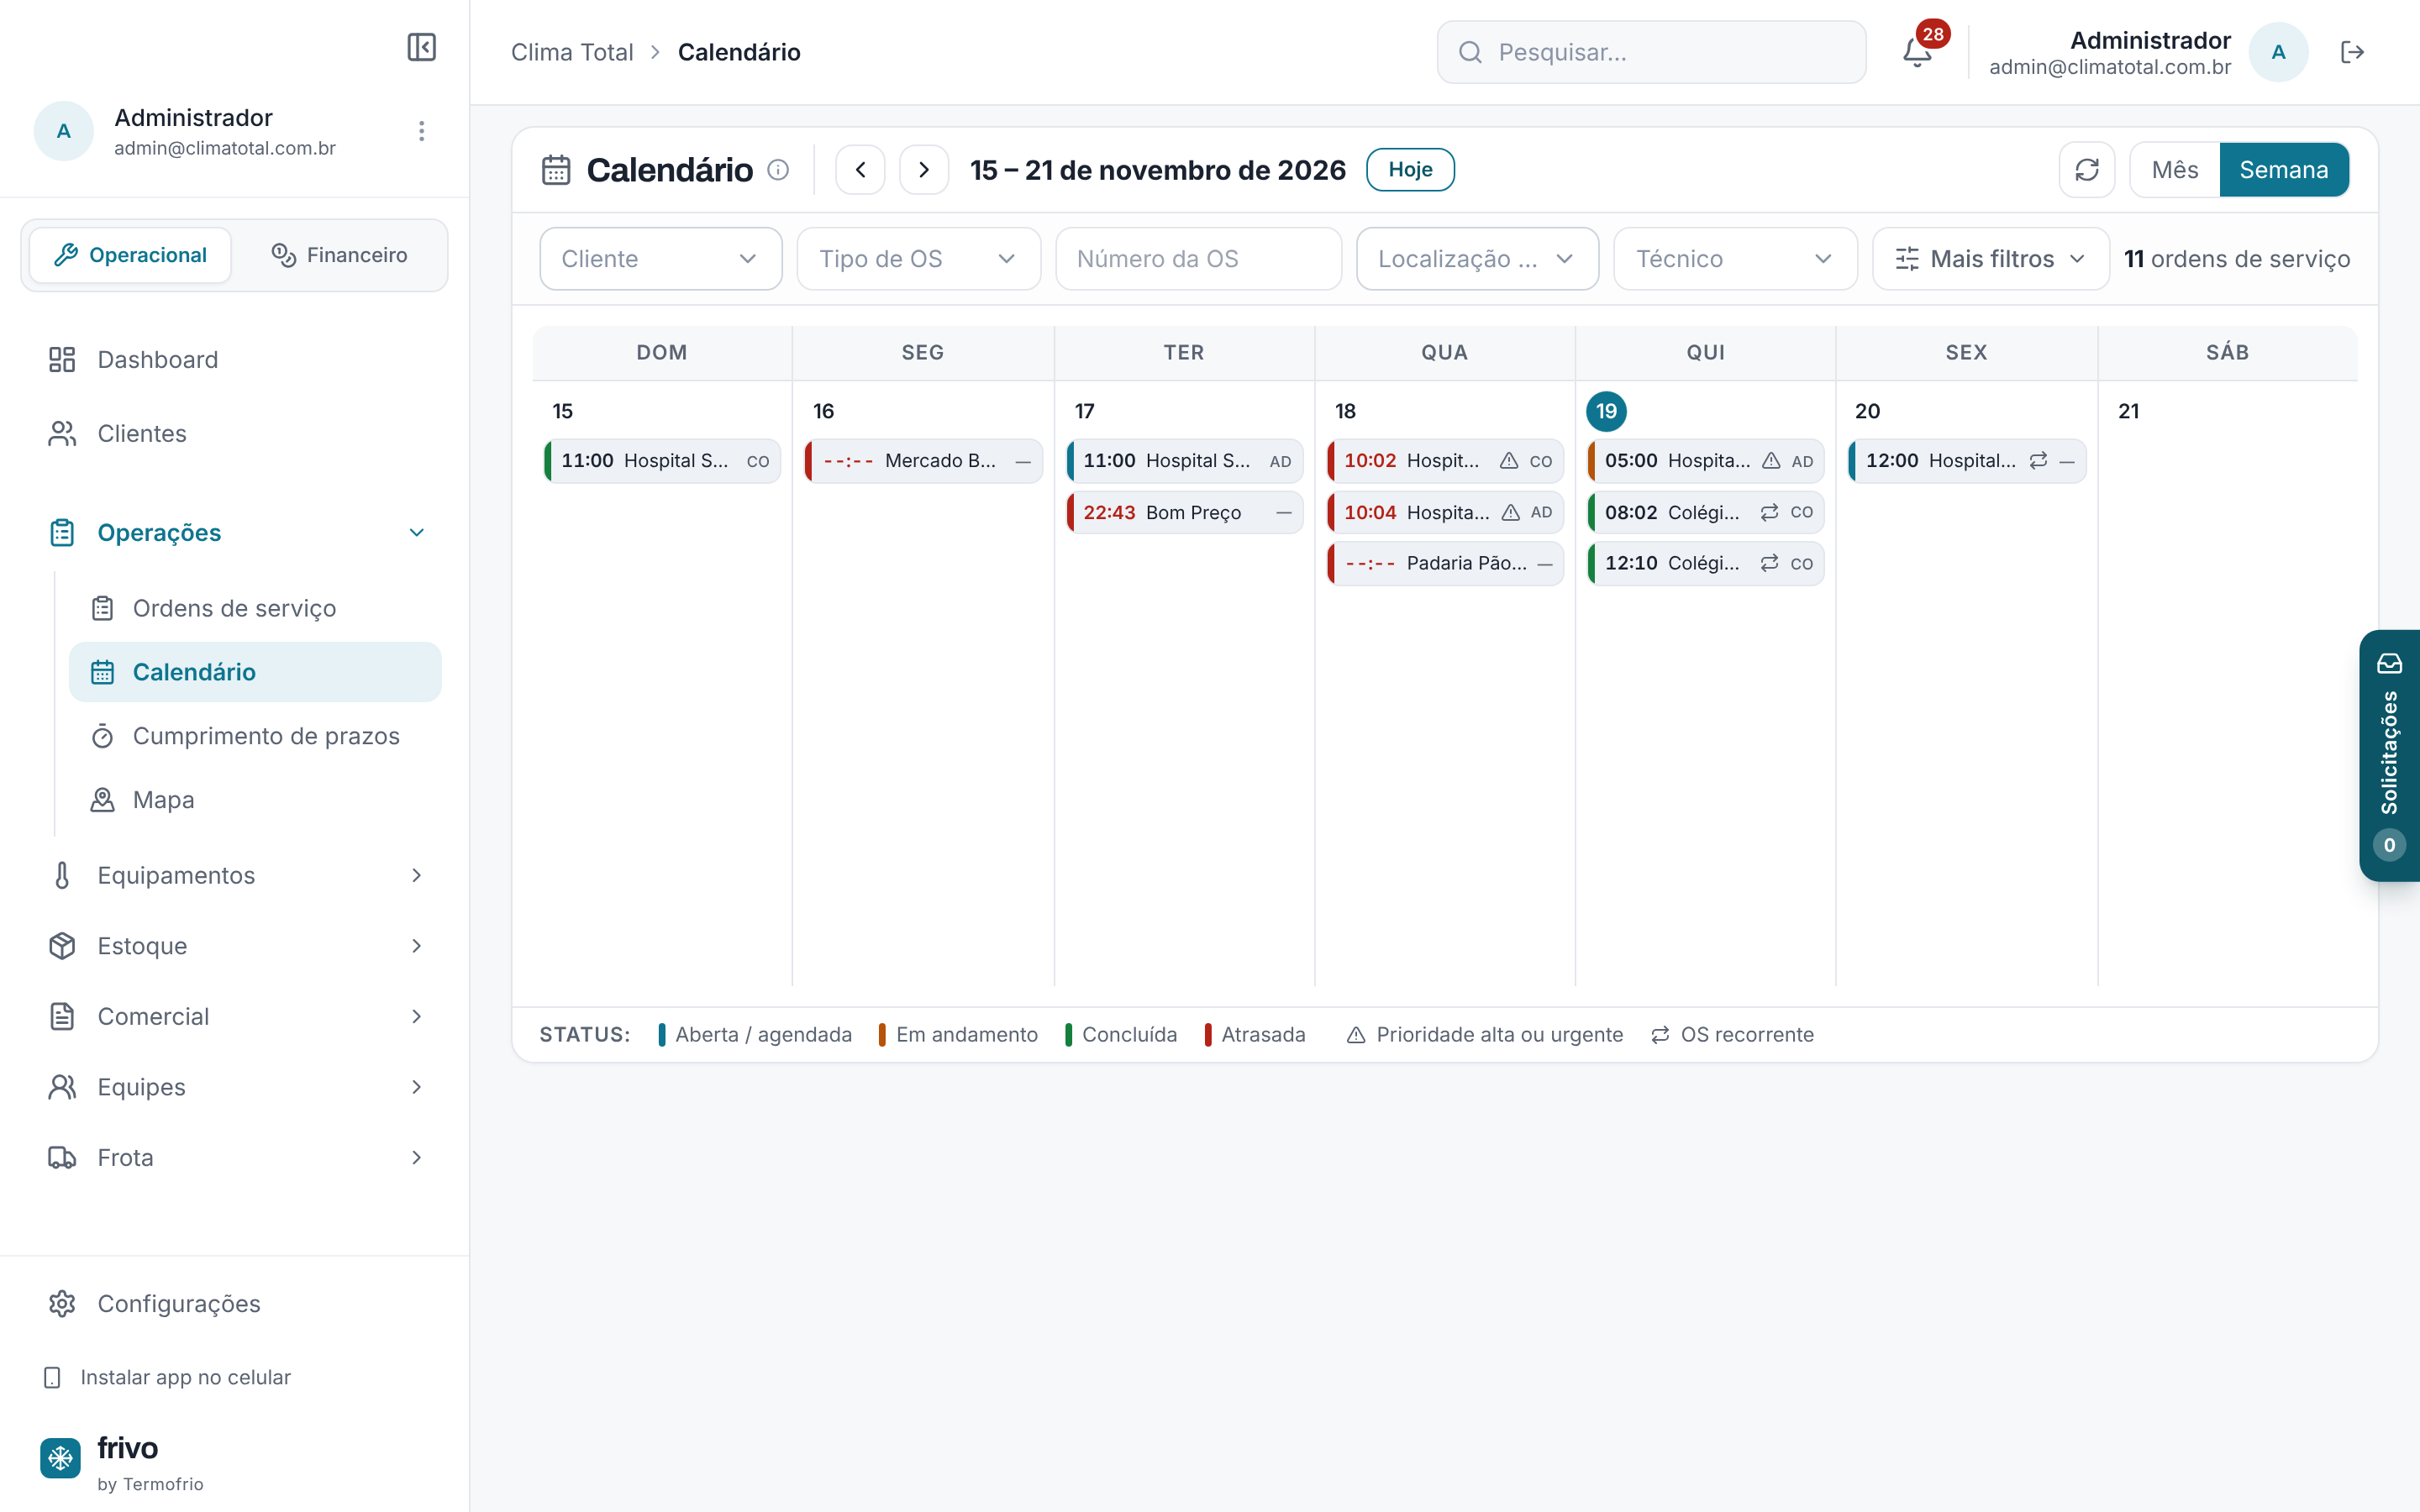 Clima Total > Calendário
Pesquisar...
28
Administrador
admin@climatotal.com.br
A
A
Administrador
admin@climatotal.com.br
Operacional
Financeiro
Dashboard
Clientes
Operações
Ordens de serviço
Calendário
Cumprimento de prazos
Mapa
Equipamentos
Estoque
Comercial
Equipes
Frota
Configurações
Instalar app no celular
frivo
by Termofrio
Calendário
15 – 21 de novembro de 2026
Hoje
Mês
Semana
Cliente
Tipo de OS
Número da OS
Localização ...
Técnico
Mais filtros
11 ordens de serviço
DOM SEG TER QUA QUI SEX SÁB
15
11:00 Hospital S... CO
16
--:-- Mercado B... —
17
11:00 Hospital S... AD
22:43 Bom Preço —
18
10:02 Hospit... CO
10:04 Hospita... AD
--:-- Padaria Pão... —
19
05:00 Hospita... AD
08:02 Colégi... CO
12:10 Colégi... CO
20
12:00 Hospital... —
21
STATUS: Aberta / agendada Em andamento Concluída Atrasada Prioridade alta ou urgente OS recorrente
Solicitações
0